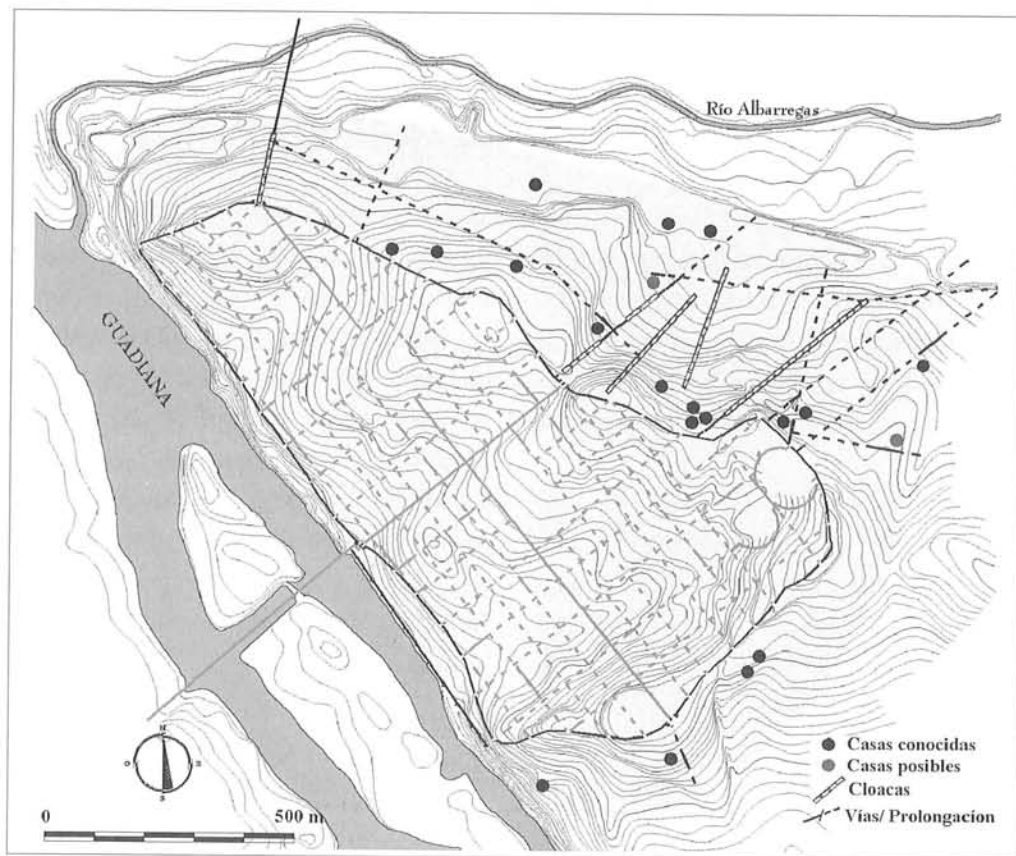 Río Albarregas
GUADIANA
N
O
E
S
0 500 m
Casas conocidas
Casas posibles
Cloacas
Vías/ Prolongacion